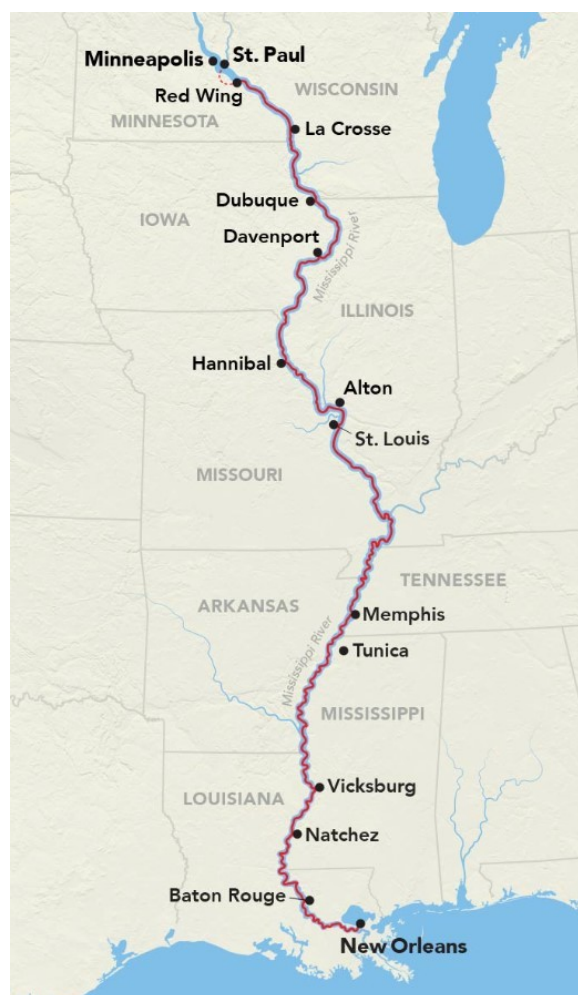 Minneapolis
St. Paul
Red Wing
WISCONSIN
MINNESOTA
La Crosse
Dubuque
IOWA
Davenport
Mississippi River
ILLINOIS
Hannibal
Alton
St. Louis
MISSOURI
TENNESSEE
ARKANSAS
Memphis
Mississippi River
Tunica
MISSISSIPPI
Vicksburg
LOUISIANA
Natchez
Baton Rouge
New Orleans